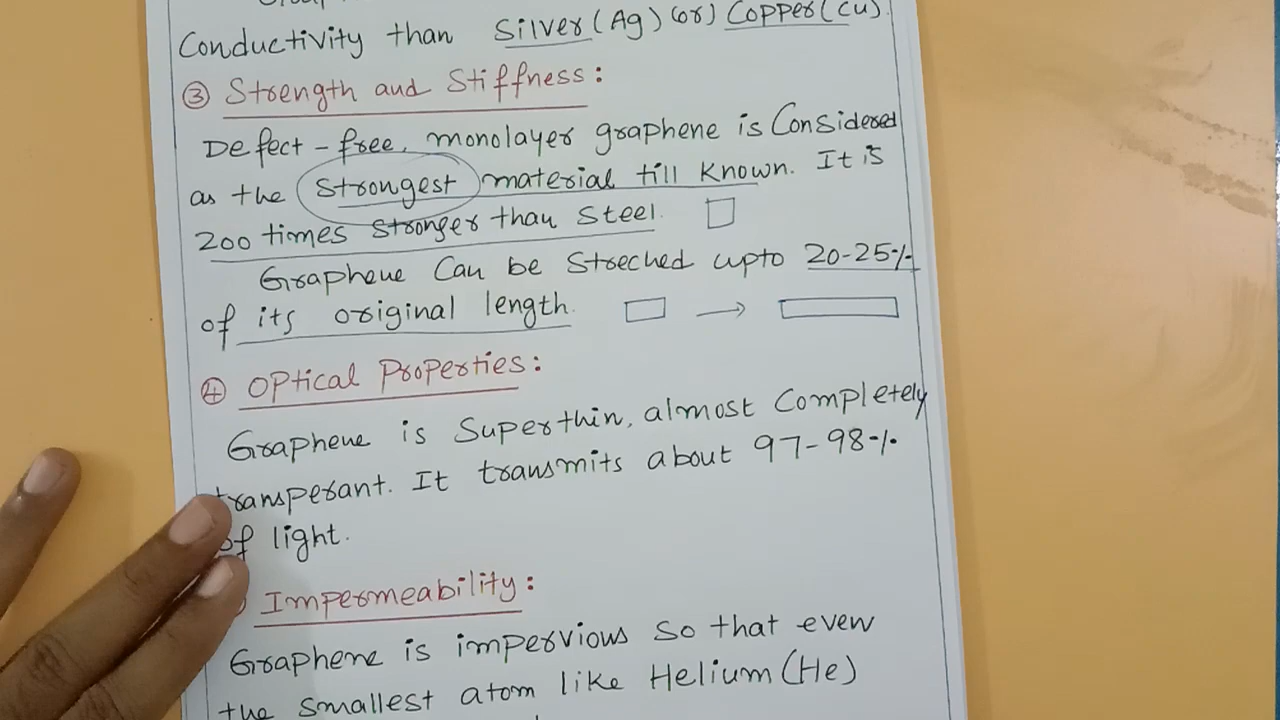 Conductivity than Silver(Ag) (or) Copper(Cu).
③ Strength and Stiffness:
Defect-free, monolayer graphene is Considered
as the Strongest material till known. It is
200 times stronger than Steel.
Graphene Can be Streched upto 20-25%
of its original length.
④ Optical Properties:
Graphene is Superthin, almost Completely
transperant. It transmits about 97-98%
of light.
Impermeability:
Graphene is impervious so that even
the smallest atom like Helium(He)